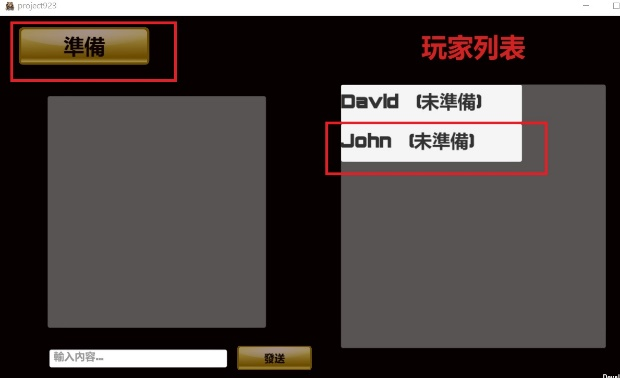 project923
準備
玩家列表
David (未準備)
John (未準備)
輸入內容...
發送